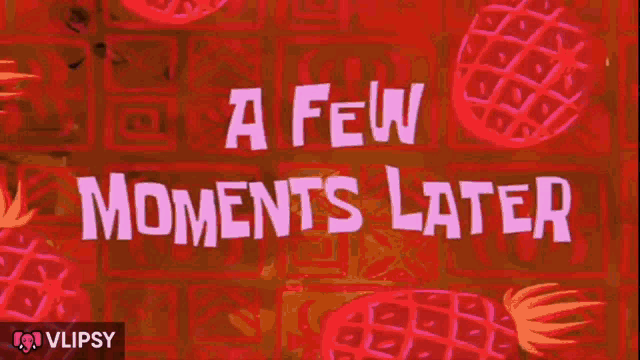 A FEW
MOMENTS LATER
VLIPSY